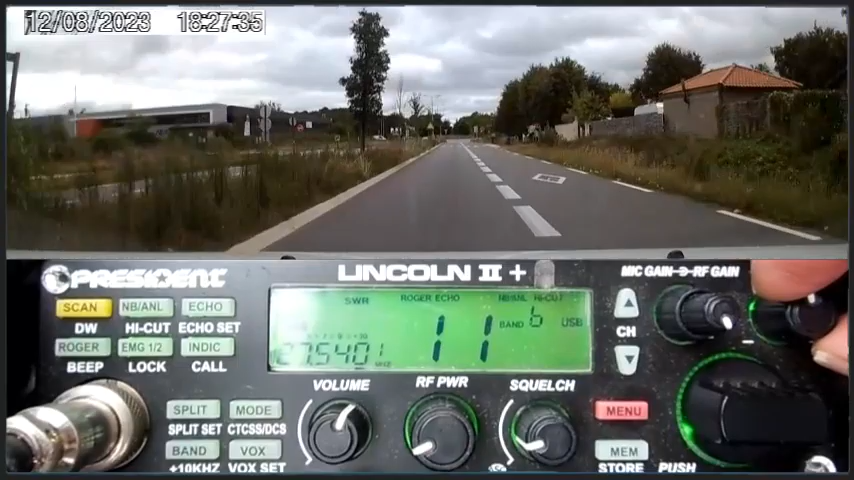 12/08/2023 18:27:35
PRESIDENT LINCOLN II + MIC GAIN RF GAIN
SCAN NB/ANL ECHO
DW HI-CUT ECHO SET
ROGER EMG 1/2 INDIC
BEEP LOCK CALL
SWR ROGER ECHO NB/ANL HI-CUT
11 BAND 6 USB
27.5401 MHz
CH
VOLUME RF PWR SQUELCH
SPLIT MODE
SPLIT SET CTCSS/DCS
BAND VOX
+10KHZ VOX SET
MENU
MEM
STORE PUSH